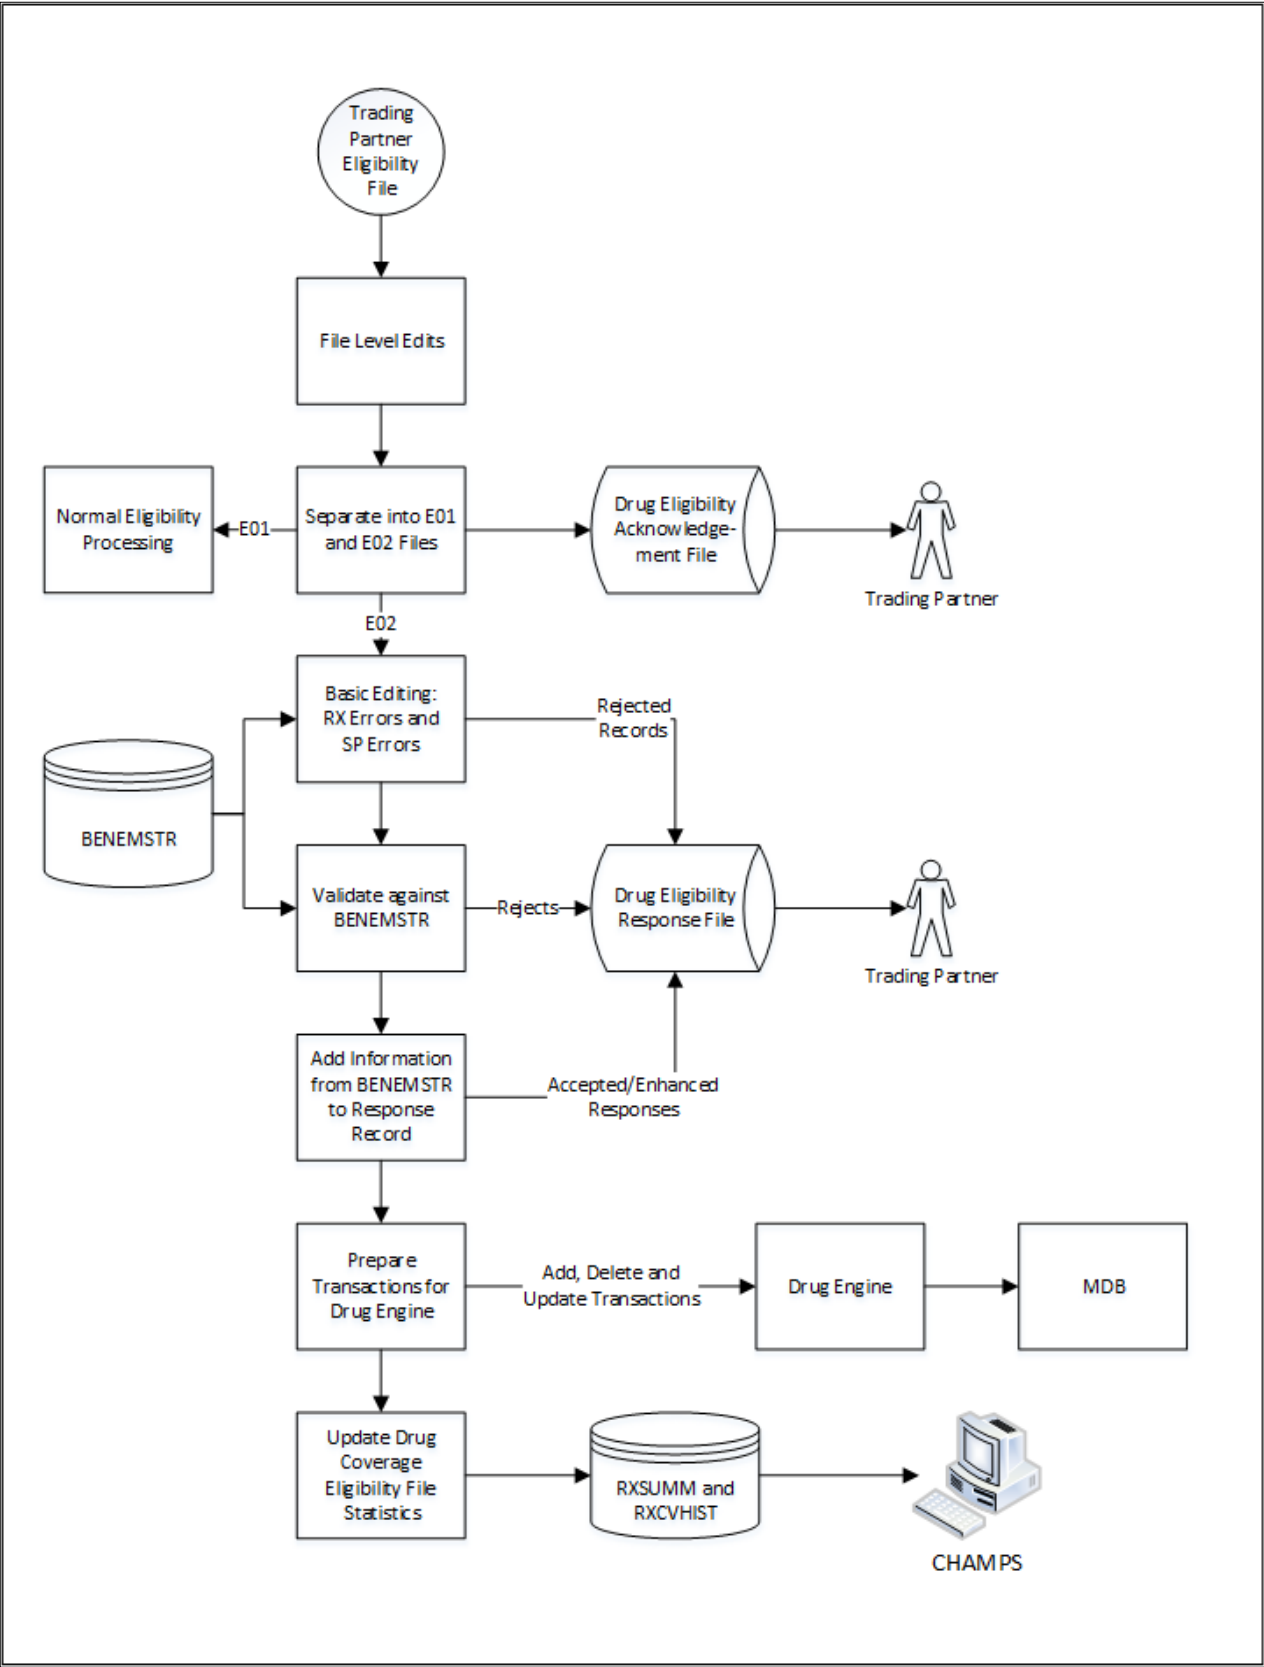 Trading
Partner
Eligibility
File
File Level Edits
Normal Eligibility
Processing
E01
Separate into E01
and E02 Files
Drug Eligibility
Acknowledge-
ment File
Trading Partner
E02
Basic Editing:
RX Errors and
SP Errors
Rejected
Records
BENEMSTR
Validate against
BENEMSTR
Rejects
Drug Eligibility
Response File
Trading Partner
Add Information
from BENEMSTR
to Response
Record
Accepted/Enhanced
Responses
Prepare
Transactions for
Drug Engine
Add, Delete and
Update Transactions
Drug Engine
MDB
Update Drug
Coverage
Eligibility File
Statistics
RXSUMM and
RXCVHIST
CHAMPS